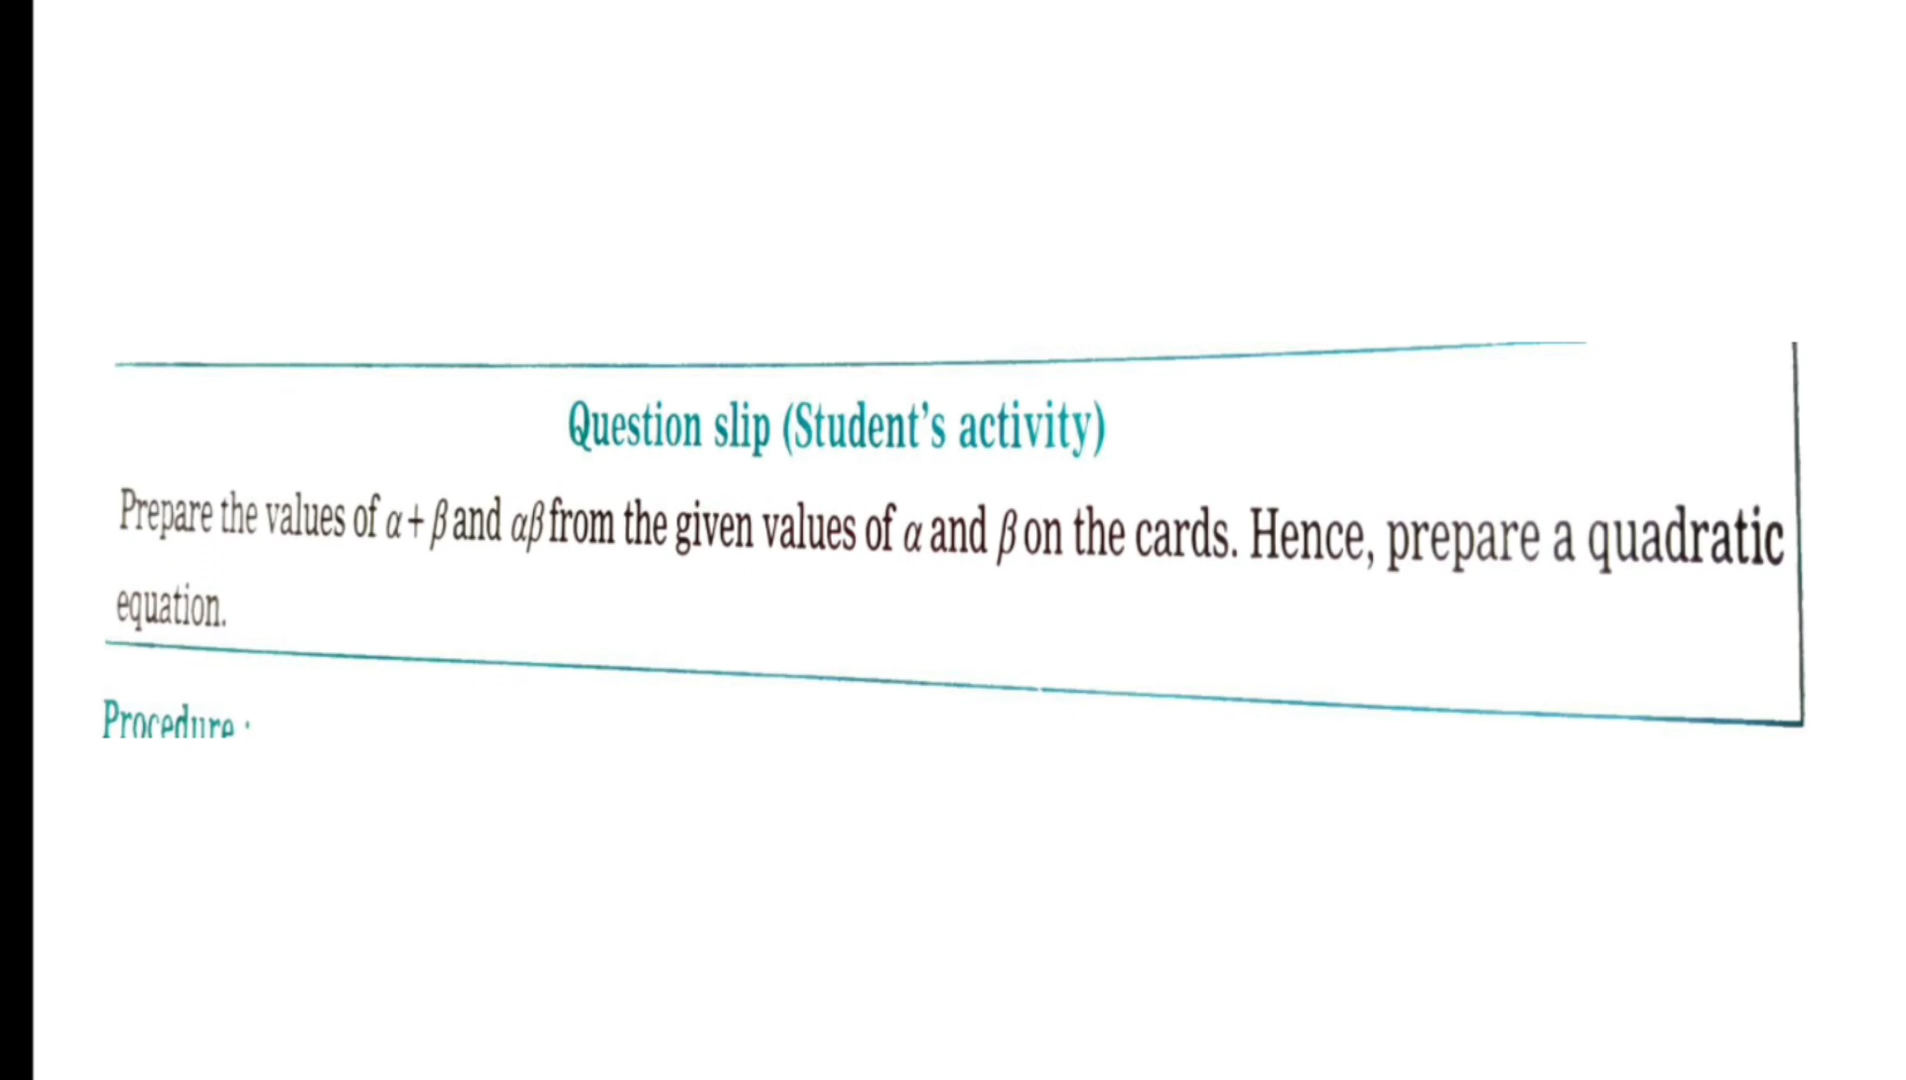 Question slip (Student's activity)
Prepare the values of α + β and αβ from the given values of α and β on the cards. Hence, prepare a quadratic
equation.
Procedure :